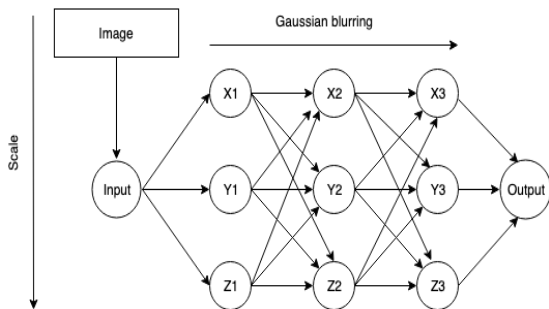 Image
Gaussian blurring
Scale
X1
X2
X3
Input
Y1
Y2
Y3
Output
Z1
Z2
Z3